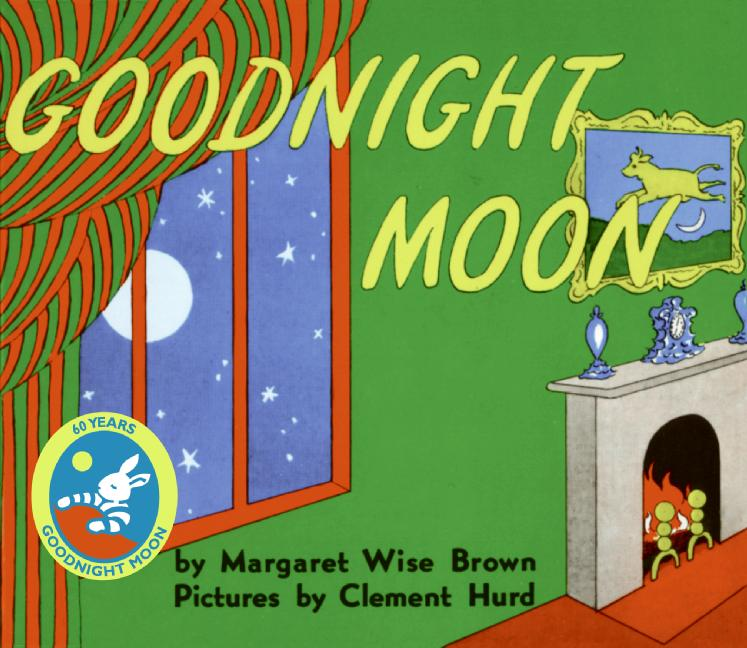 GOODNIGHT
MOON
60 YEARS
GOODNIGHT MOON
by Margaret Wise Brown
Pictures by Clement Hurd